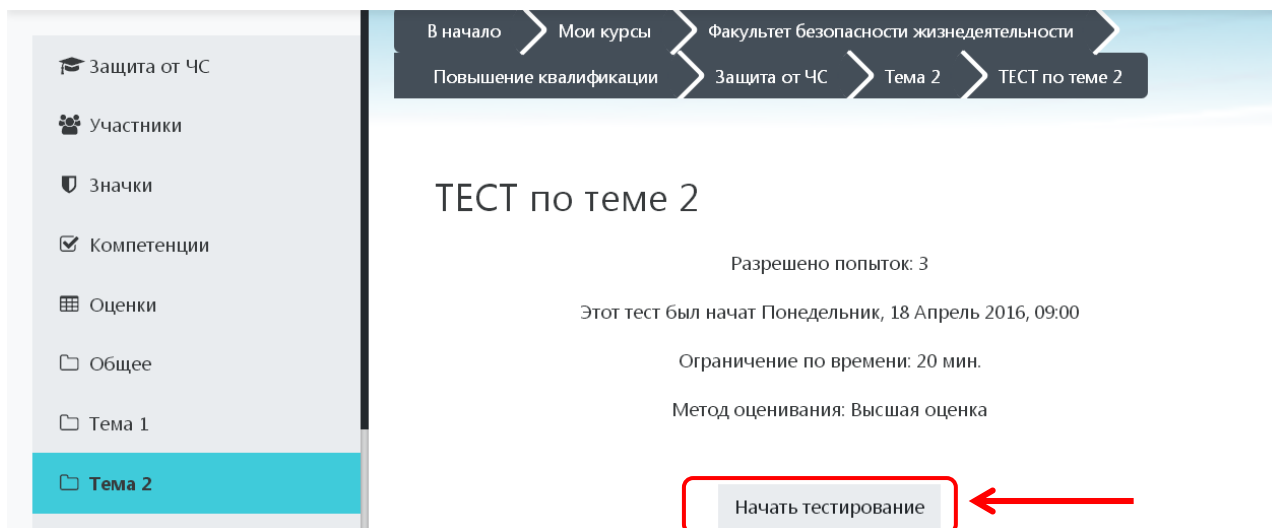 В начало Мои курсы Факультет безопасности жизнедеятельности
Повышение квалификации Защита от ЧС Тема 2 ТЕСТ по теме 2
Защита от ЧС
Участники
Значки
Компетенции
Оценки
Общее
Тема 1
Тема 2
ТЕСТ по теме 2
Разрешено попыток: 3
Этот тест был начат Понедельник, 18 Апрель 2016, 09:00
Ограничение по времени: 20 мин.
Метод оценивания: Высшая оценка
Начать тестирование